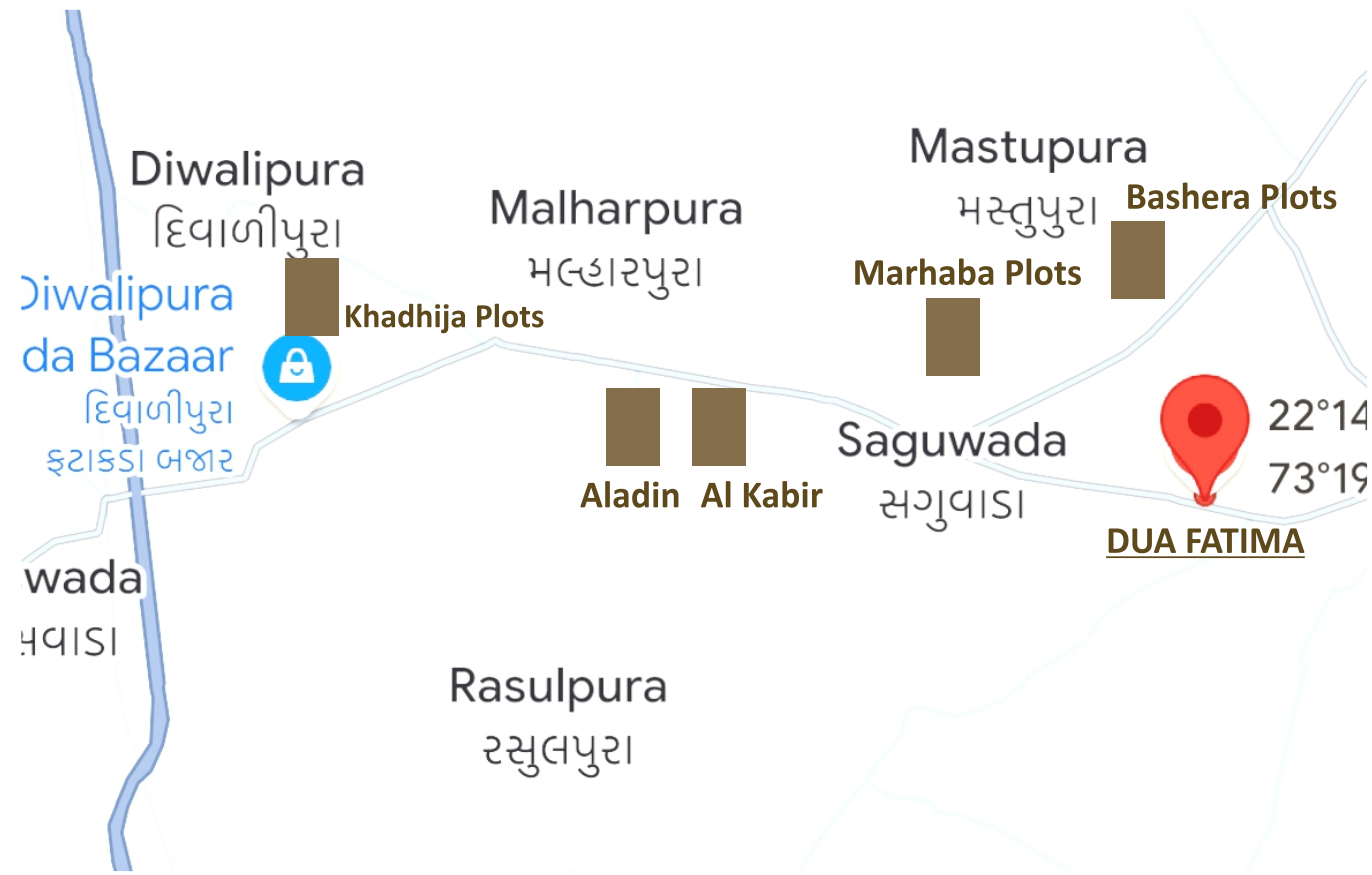 Diwalipura
દિવાળીપુરા
Diwalipura
da Bazaar
દિવાળીપુરા
ફટાકડા બજાર
Khadhija Plots
Malharpura
મલ્હારપુરા
Mastupura
મસ્તુપુરા
Bashera Plots
Marhaba Plots
Aladin
Al Kabir
Saguwada
સગુવાડા
22°14
73°19
DUA FATIMA
wada
સવાડા
Rasulpura
રસુલપુરા